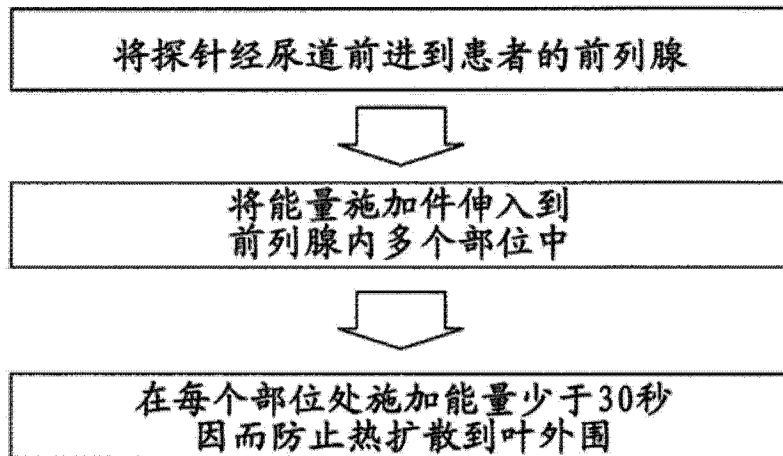 将探针经尿道前进到患者的前列腺
将能量施加件伸入到
前列腺内多个部位中
在每个部位处施加能量少于30秒
因而防止热扩散到叶外围